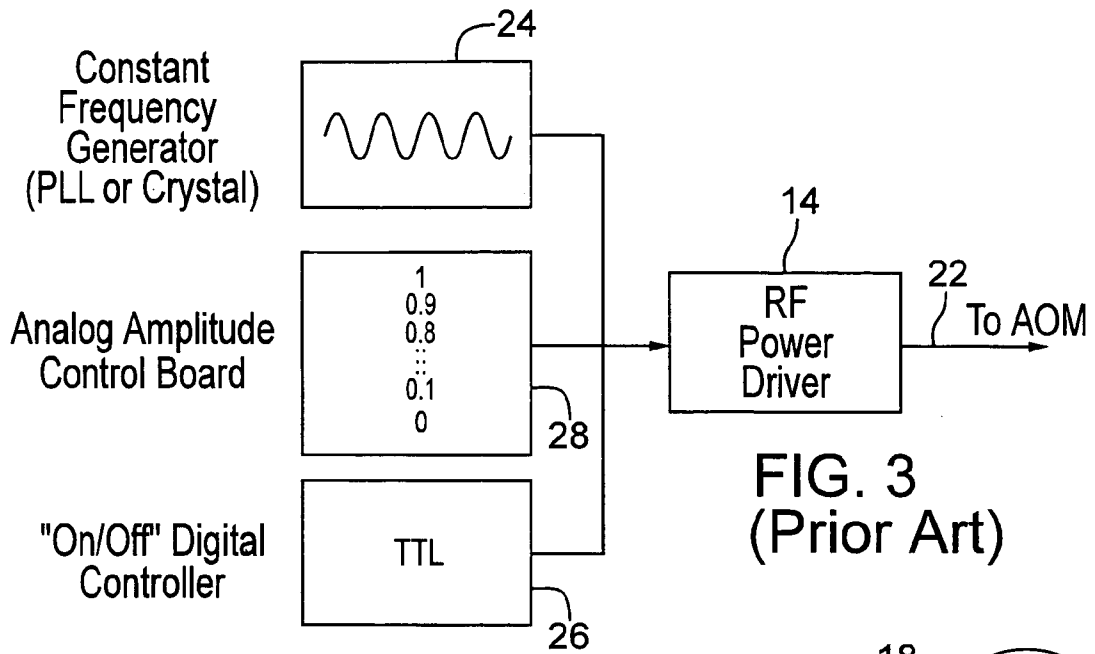 24
Constant
Frequency
Generator
(PLL or Crystal)
14
1
0.9
0.8
::
0.1
0
Analog Amplitude
Control Board
28
RF
Power
Driver
22
To AOM
FIG. 3
(Prior Art)
"On/Off" Digital
Controller
TTL
26
18